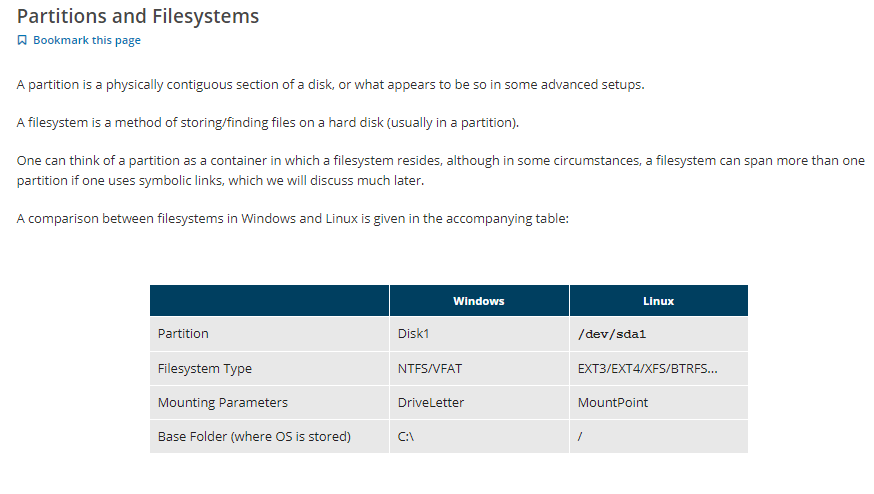 Partitions and Filesystems
Bookmark this page
A partition is a physically contiguous section of a disk, or what appears to be so in some advanced setups.
A filesystem is a method of storing/finding files on a hard disk (usually in a partition).
One can think of a partition as a container in which a filesystem resides, although in some circumstances, a filesystem can span more than one
partition if one uses symbolic links, which we will discuss much later.
A comparison between filesystems in Windows and Linux is given in the accompanying table:
Windows Linux
Partition Disk1 /dev/sda1
Filesystem Type NTFS/VFAT EXT3/EXT4/XFS/BTRFS...
Mounting Parameters DriveLetter MountPoint
Base Folder (where OS is stored) C:\ /